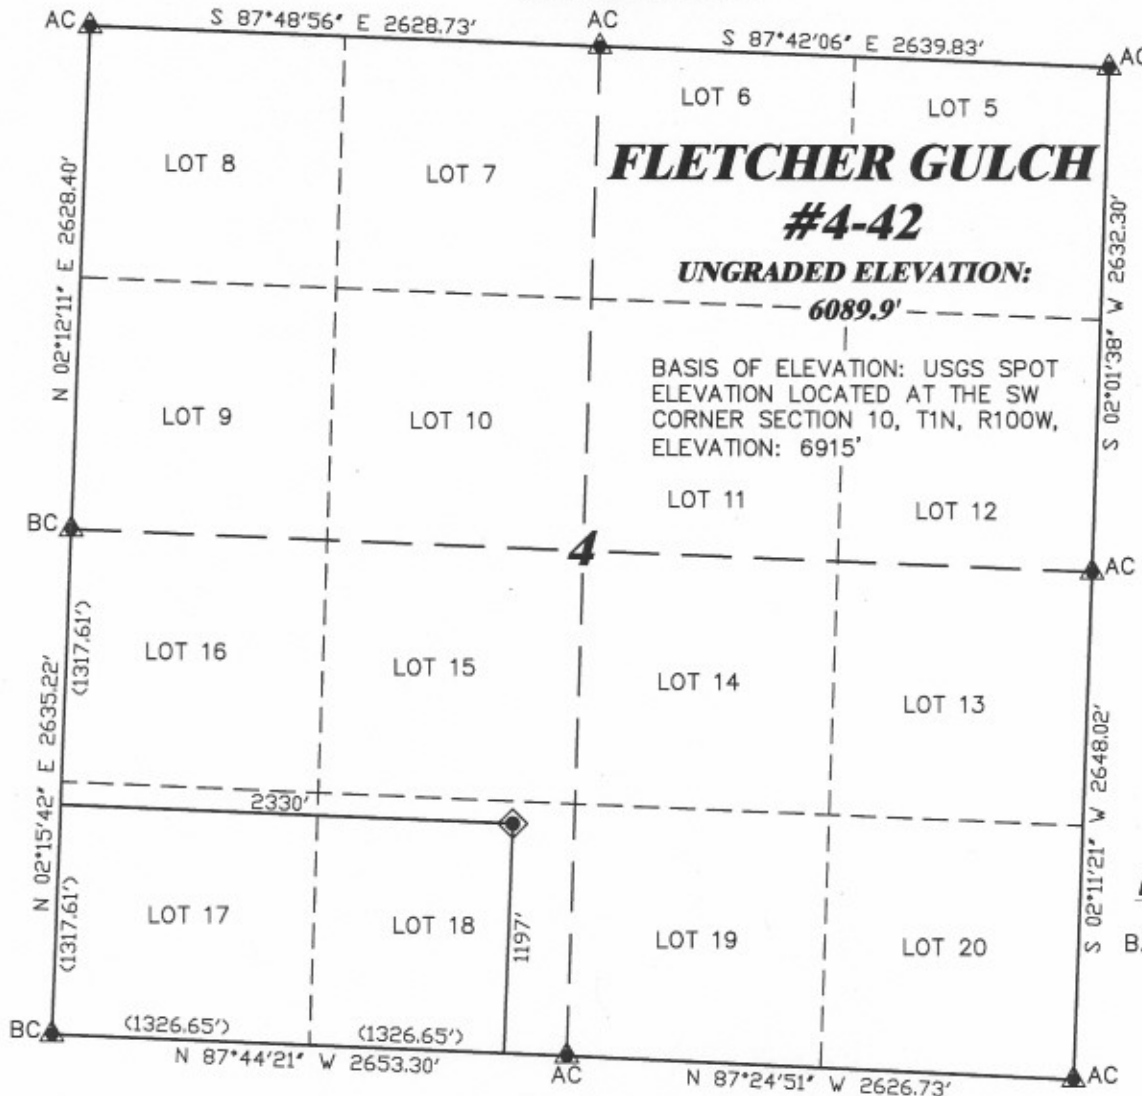 AC
S 87°48'56" E 2628.73'
AC
S 87°42'06" E 2639.83'
AC
LOT 8
LOT 7
LOT 6
LOT 5
FLETCHER GULCH
#4-42
UNGRADED ELEVATION:
6089.9'
N 02°12'11" E 2628.40'
S 02°01'38" W 2632.30'
BASIS OF ELEVATION: USGS SPOT
ELEVATION LOCATED AT THE SW
CORNER SECTION 10, T1N, R100W,
ELEVATION: 6915'
LOT 9
LOT 10
LOT 11
LOT 12
BC
4
AC
(1317.61')
N 02°15'42" E 2635.22'
LOT 16
LOT 15
LOT 14
LOT 13
S 02°11'21" W 2648.02'
2330'
(1317.61')
LOT 17
LOT 18
1197'
LOT 19
LOT 20
B
BC
(1326.65')
(1326.65')
N 87°44'21" W 2653.30'
AC
N 87°24'51" W 2626.73'
AC